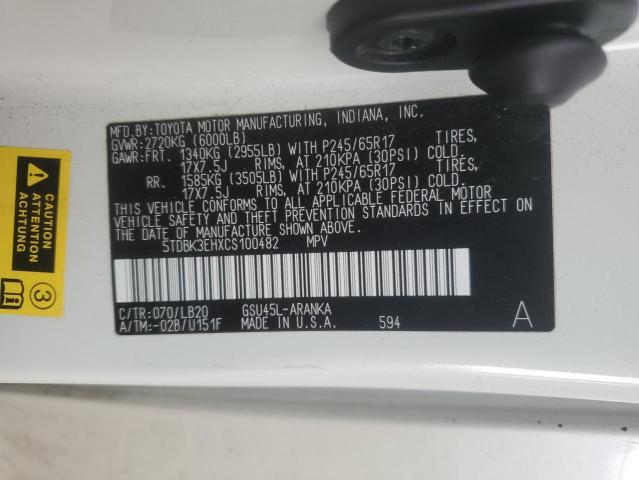 MFD.BY:TOYOTA MOTOR MANUFACTURING, INDIANA, INC.
GVWR:2720KG (6000LB)
GAWR:FRT. 1340KG (2955LB) WITH P245/65R17 TIRES,
17X7.5J RIMS, AT 210KPA (30PSI) COLD.
RR. 1585KG (3505LB) WITH P245/65R17 TIRES,
17X7.5J RIMS, AT 210KPA (30PSI) COLD.
THIS VEHICLE CONFORMS TO ALL APPLICABLE FEDERAL MOTOR
VEHICLE SAFETY AND THEFT PREVENTION STANDARDS IN EFFECT ON
THE DATE OF MANUFACTURE SHOWN ABOVE.
5TDBK3EHXCS100482 MPV
C/TR:070/LB20 GSU45L-ARANKA
A/TM:-02B/U151F MADE IN U.S.A. 594 A
CAUTION
ATTENTION
ACHTUNG
3